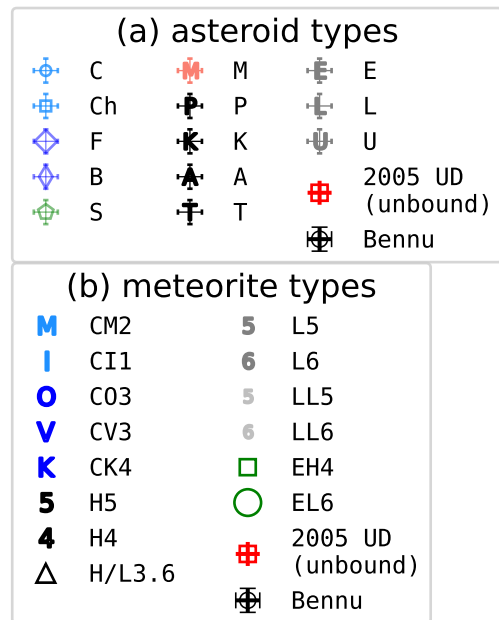 (a) asteroid types
C
Ch
F
B
S
M M
P P
K K
A A
T T
E E
L L
U U
2005 UD
(unbound)
Bennu
(b) meteorite types
M CM2
I CI1
O CO3
V CV3
K CK4
5 H5
4 H4
H/L3.6
5 L5
6 L6
5 LL5
6 LL6
EH4
EL6
2005 UD
(unbound)
Bennu